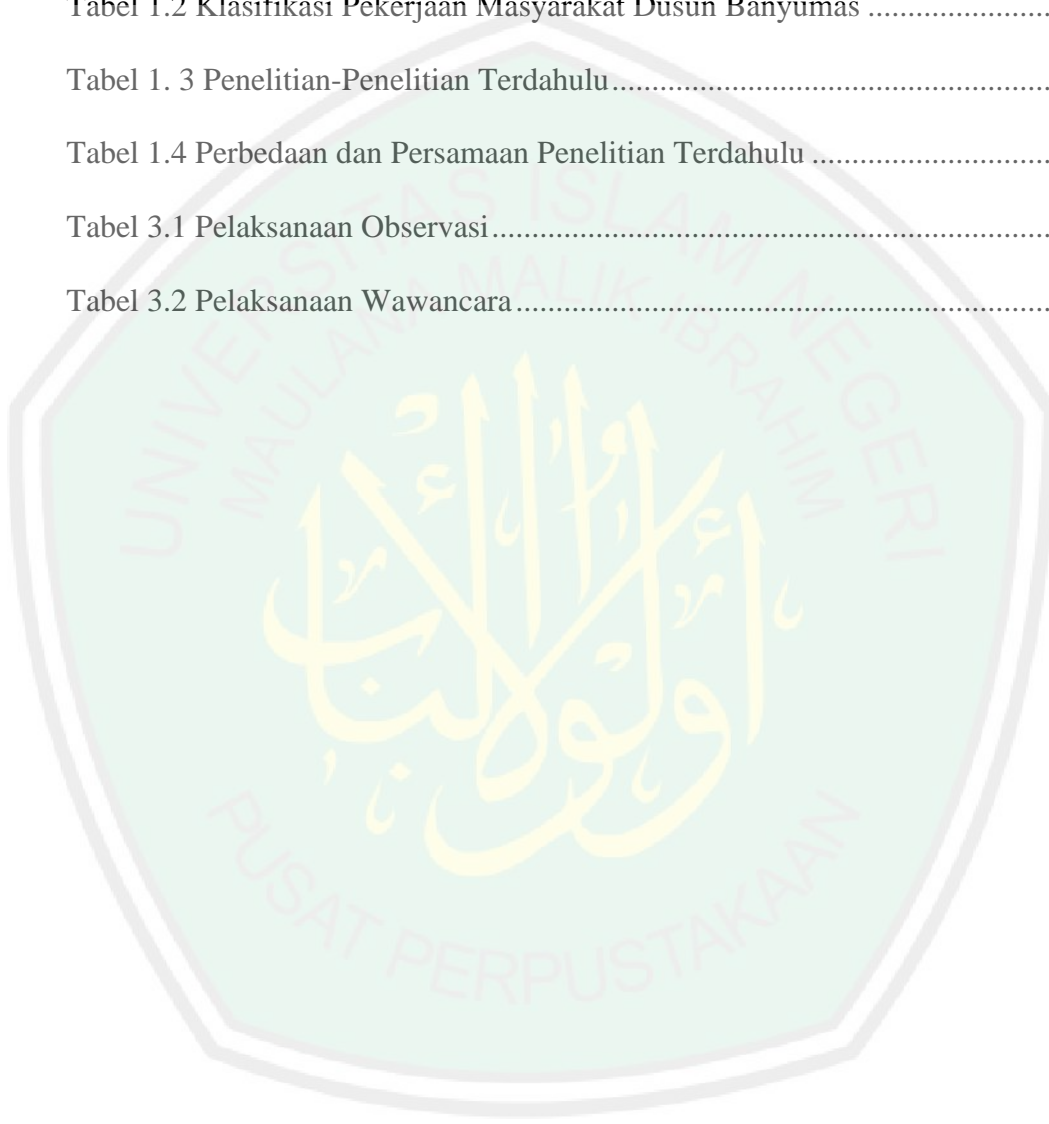 Tabel 1.2 Klasifikasi Pekerjaan Masyarakat Dusun Banyumas ....................
Tabel 1. 3 Penelitian-Penelitian Terdahulu..................................................
Tabel 1.4 Perbedaan dan Persamaan Penelitian Terdahulu ...........................
Tabel 3.1 Pelaksanaan Observasi................................................................
Tabel 3.2 Pelaksanaan Wawancara..............................................................
UNIVERSITAS ISLAM NEGERI
MAULANA MALIK IBRAHIM
أولوا الألباب
PUSAT PERPUSTAKAAN